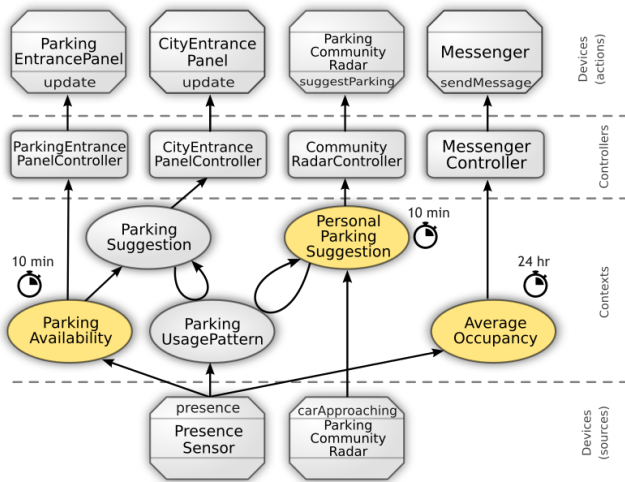 Parking
EntrancePanel
update
CityEntrance
Panel
update
Parking
Community
Radar
suggestParking
Messenger
sendMessage
Devices
(actions)
ParkingEntrance
PanelController
CityEntrance
PanelController
Community
RadarController
Messenger
Controller
Controllers
Parking
Suggestion
Personal
Parking
Suggestion
10 min
10 min
24 hr
Parking
Availability
Parking
UsagePattern
Average
Occupancy
Contexts
presence
Presence
Sensor
carApproaching
Parking
Community
Radar
Devices
(sources)